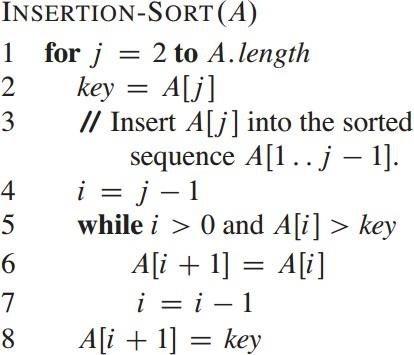 INSERTION-SORT(A)
1 for j = 2 to A.length
2 key = A[j]
3 // Insert A[j] into the sorted
sequence A[1 . . j − 1].
4 i = j − 1
5 while i > 0 and A[i] > key
6 A[i + 1] = A[i]
7 i = i − 1
8 A[i + 1] = key